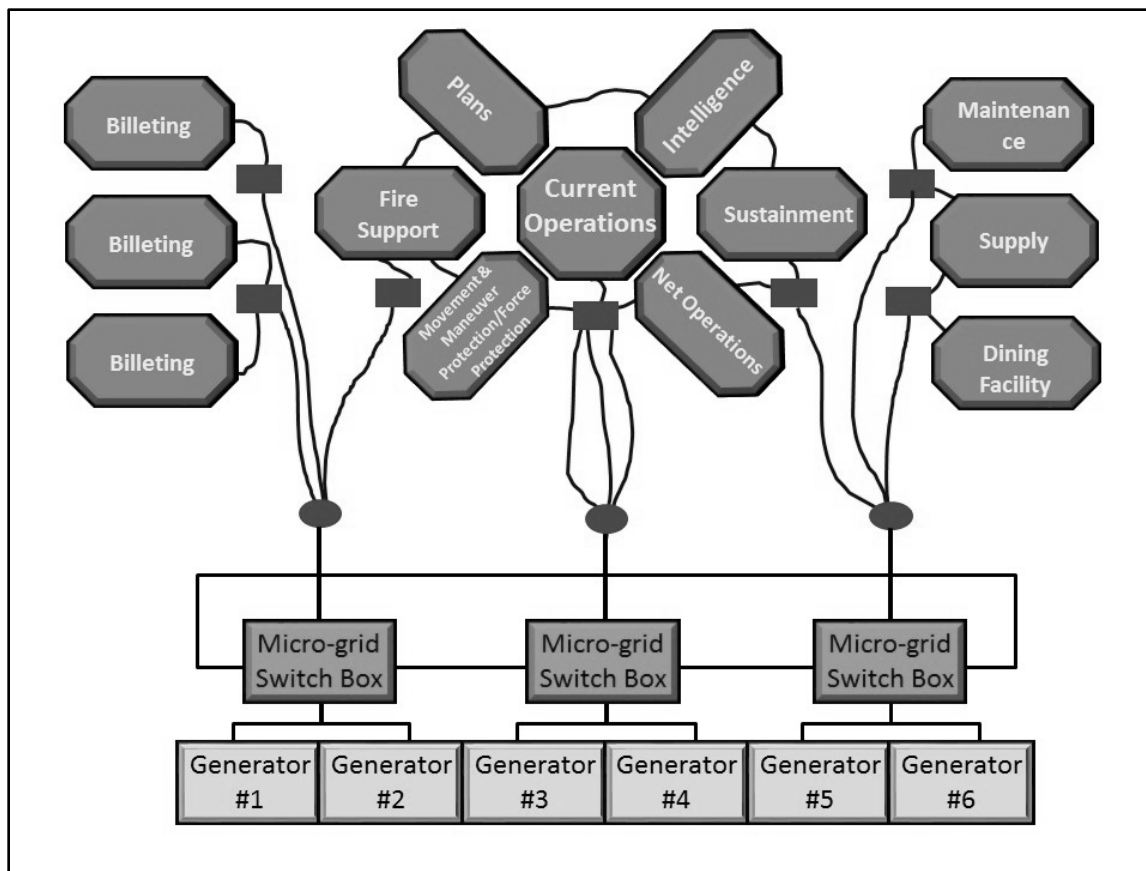 Billeting
Billeting
Billeting
Plans
Intelligence
Fire
Support
Current
Operations
Sustainment
Movement &
Maneuver
Protection/Force
Protection
Net Operations
Maintenan
ce
Supply
Dining
Facility
Micro-grid
Switch Box
Micro-grid
Switch Box
Micro-grid
Switch Box
Generator
#1
Generator
#2
Generator
#3
Generator
#4
Generator
#5
Generator
#6